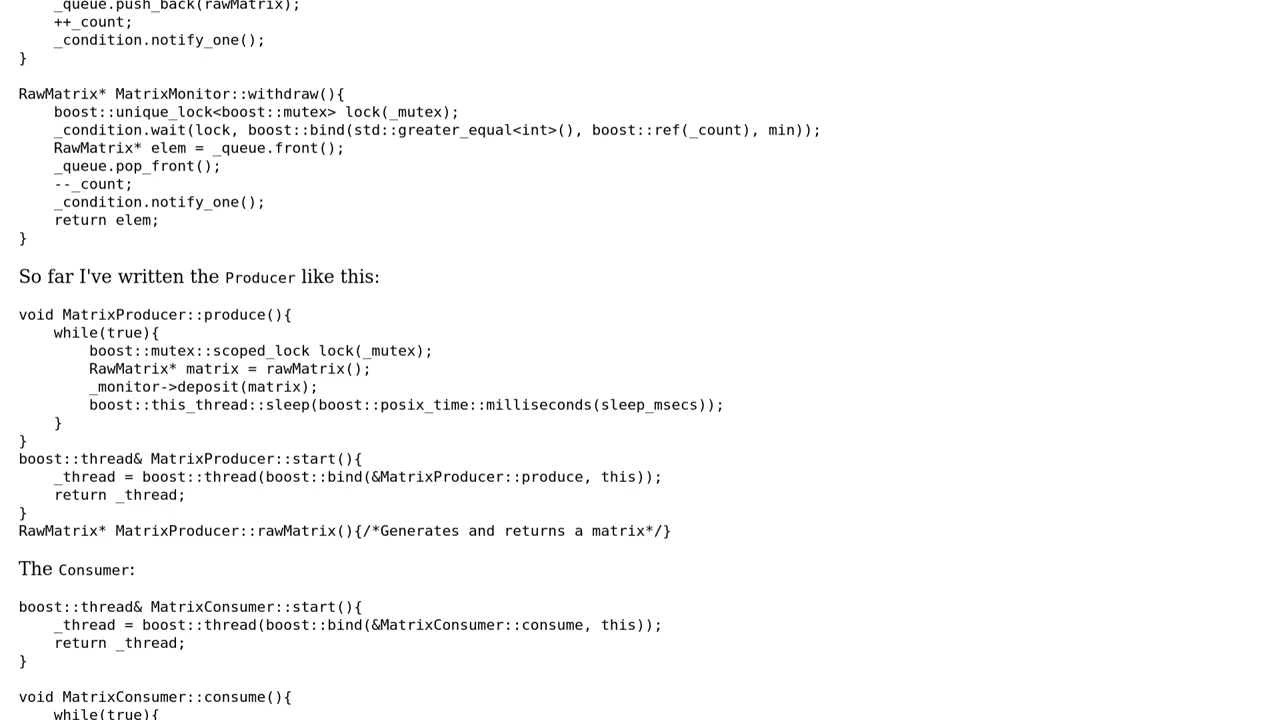 _queue.push_back(rawMatrix);
    ++_count;
    _condition.notify_one();
}

RawMatrix* MatrixMonitor::withdraw(){
    boost::unique_lock<boost::mutex> lock(_mutex);
    _condition.wait(lock, boost::bind(std::greater_equal<int>(), boost::ref(_count), min));
    RawMatrix* elem = _queue.front();
    _queue.pop_front();
    --_count;
    _condition.notify_one();
    return elem;
}

So far I've written the Producer like this:

void MatrixProducer::produce(){
    while(true){
        boost::mutex::scoped_lock lock(_mutex);
        RawMatrix* matrix = rawMatrix();
        _monitor->deposit(matrix);
        boost::this_thread::sleep(boost::posix_time::milliseconds(sleep_msecs));
    }
}
boost::thread& MatrixProducer::start(){
    _thread = boost::thread(boost::bind(&MatrixProducer::produce, this));
    return _thread;
}
RawMatrix* MatrixProducer::rawMatrix(){/*Generates and returns a matrix*/}

The Consumer:

boost::thread& MatrixConsumer::start(){
    _thread = boost::thread(boost::bind(&MatrixConsumer::consume, this));
    return _thread;
}

void MatrixConsumer::consume(){
    while(true){